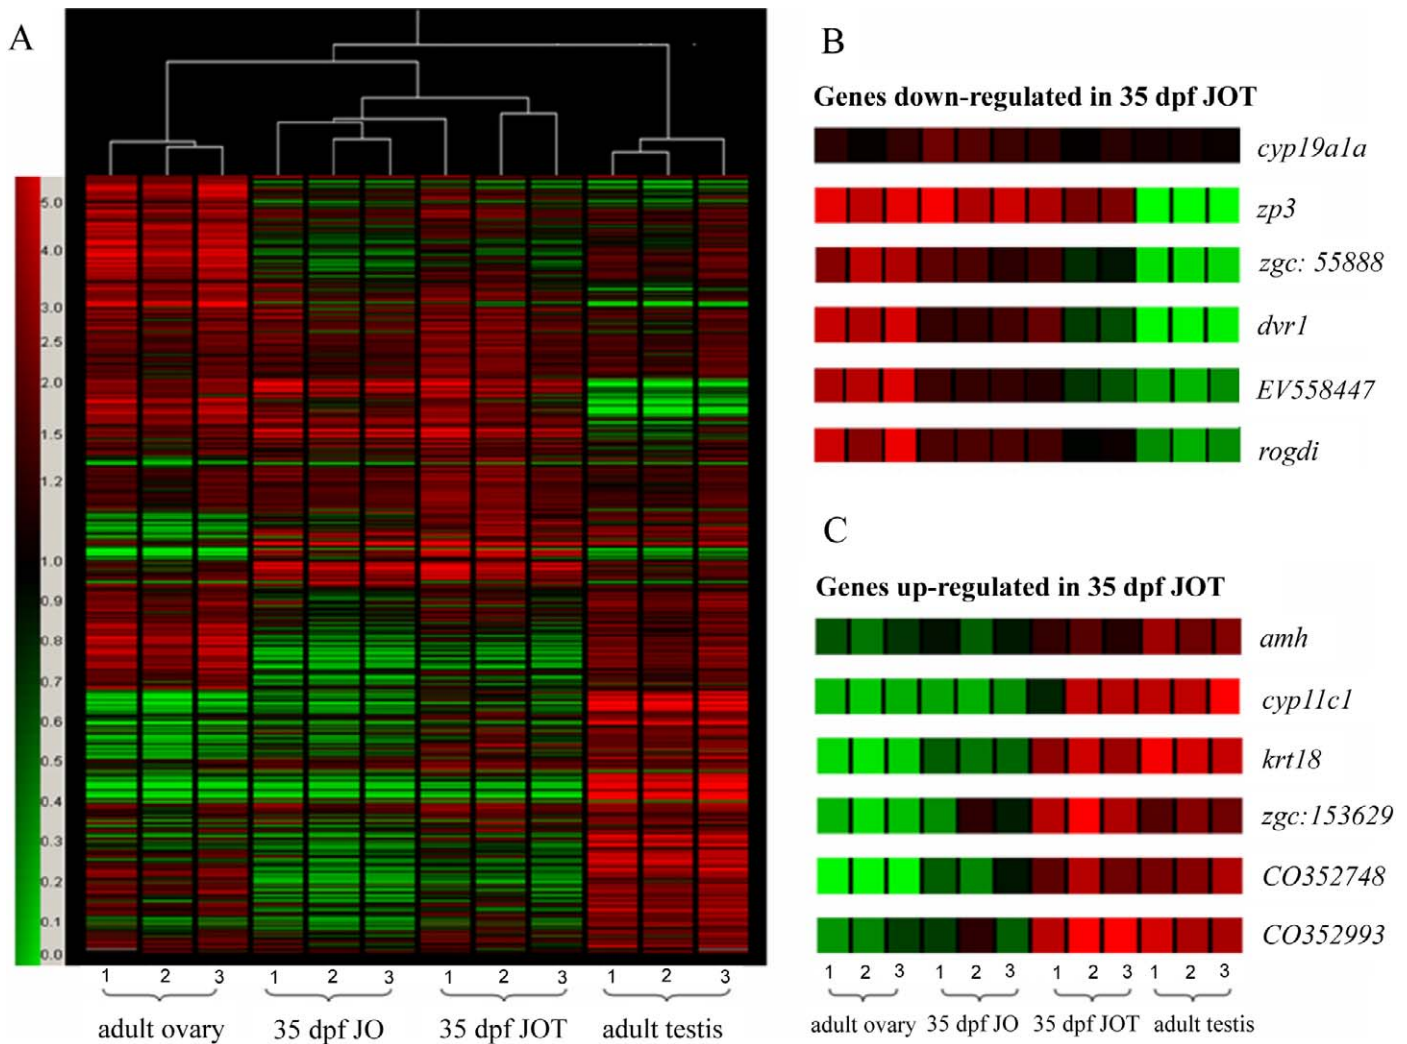 A
5.0
4.0
3.0
2.5
2.0
1.5
1.2
1.0
0.9
0.8
0.7
0.6
0.5
0.4
0.3
0.2
0.1
0.0
1 2 3 1 2 3 1 2 3 1 2 3
adult ovary 35 dpf JO 35 dpf JOT adult testis
B
Genes down-regulated in 35 dpf JOT
cyp19a1a
zp3
zgc: 55888
dvr1
EV558447
rogdi
C
Genes up-regulated in 35 dpf JOT
amh
cyp11c1
krt18
zgc:153629
CO352748
CO352993
1 2 3 1 2 3 1 2 3 1 2 3
adult ovary 35 dpf JO 35 dpf JOT adult testis